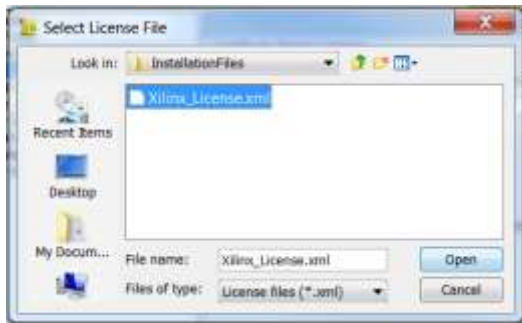 Select License File
Look in: InstallationFiles
Xilinx_License.xml
Recent Items
Desktop
My Docum...
File name: Xilinx_License.xml
Open
Files of type: License files (*.xml)
Cancel